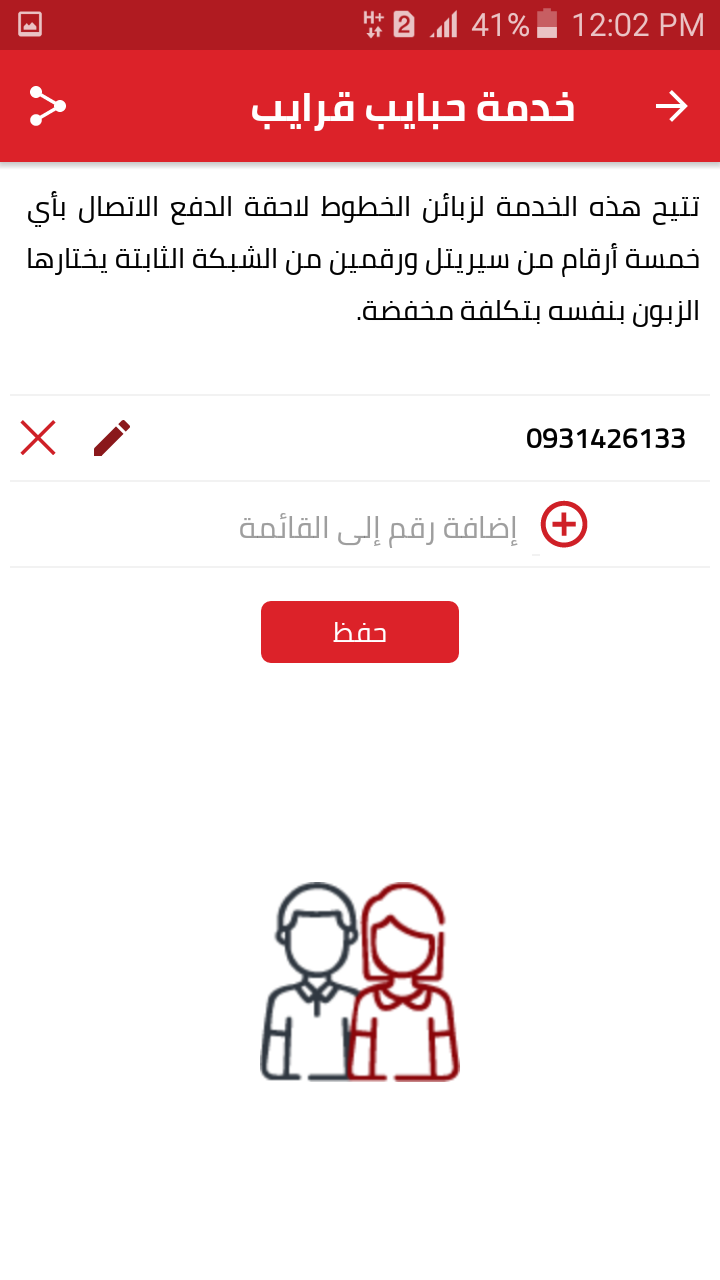 H+ 2 41% 12:02 PM
خدمة حبايب قرايب
تتيح هذه الخدمة لزبائن الخطوط لاحقة الدفع الاتصال بأي
خمسة أرقام من سيريتل ورقمين من الشبكة الثابتة يختارها
الزبون بنفسه بتكلفة مخفضة.
0931426133
إضافة رقم إلى القائمة
حفظ